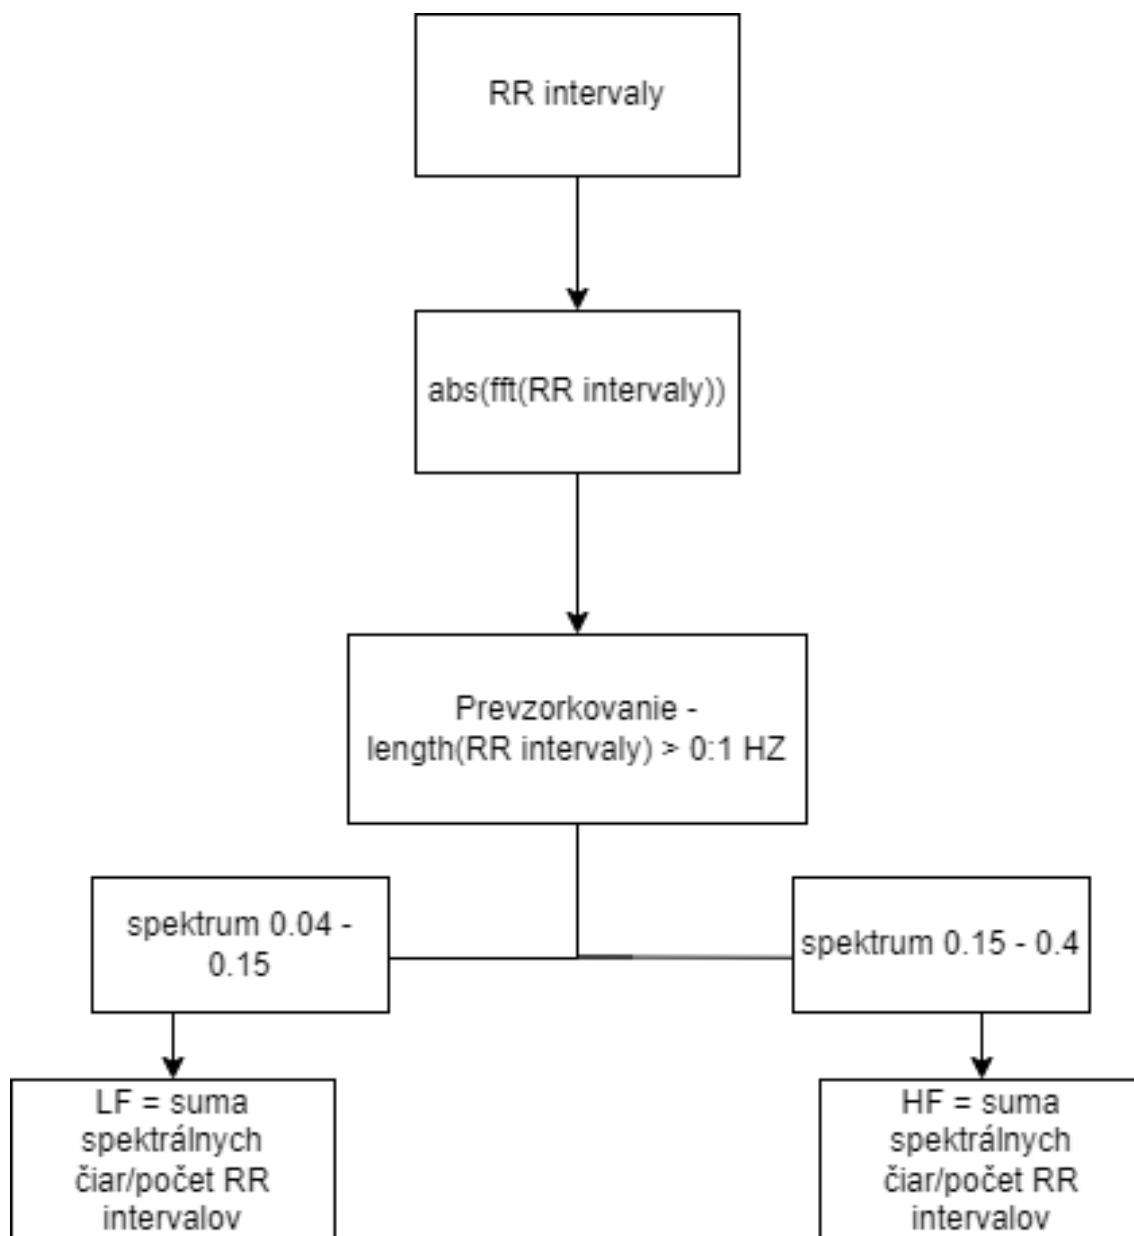 RR intervaly
abs(fft(RR intervaly))
Prevzorkovanie -
length(RR intervaly) > 0:1 HZ
spektrum 0.04 -
0.15
spektrum 0.15 - 0.4
LF = suma
spektrálnych
čiar/počet RR
intervalov
HF = suma
spektrálnych
čiar/počet RR
intervalov